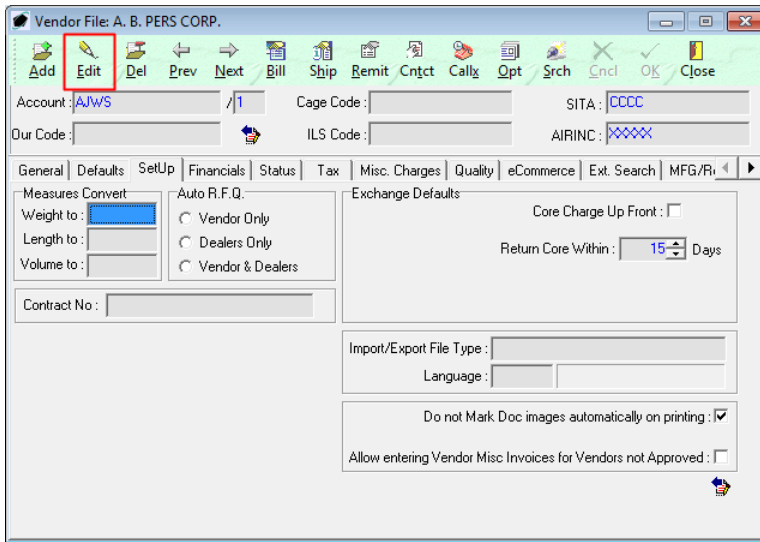 Vendor File: A. B. PERS CORP.
Add Edit Del Prev Next Bill Ship Remit Cntct Callx Opt Srch Cncl OK Close
Account : AJWS / 1 Cage Code : SITA : CCCC
Our Code : ILS Code : AIRINC : XXXXX
General Defaults SetUp Financials Status Tax Misc. Charges Quality eCommerce Ext. Search MFG/R
Measures Convert Auto R.F.Q. Exchange Defaults
Weight to : Vendor Only Core Charge Up Front :
Length to : Dealers Only Return Core Within : 15 Days
Volume to : Vendor & Dealers
Contract No :
Import/Export File Type :
Language :
Do not Mark Doc images automatically on printing :
Allow entering Vendor Misc Invoices for Vendors not Approved :